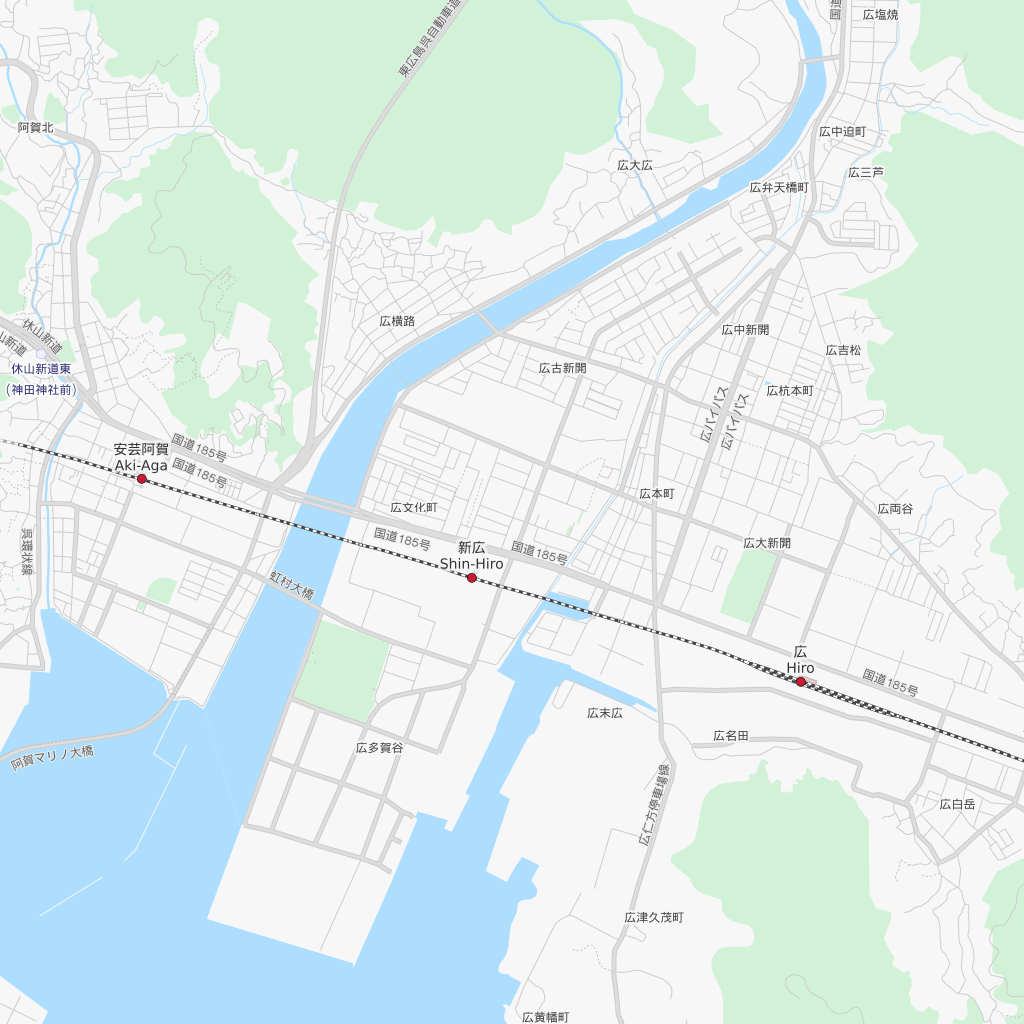 国道
広塩焼
東広島呉自動車道
阿賀北
広中迫町
広大広
広三芦
広弁天橋町
休山新道
山新道
広横路
広中新開
広吉松
休山新道東
(神田神社前)
広古新開
広杭本町
広バイパス
広バイパス
国道185号
安芸阿賀
Aki-Aga
国道185号
広本町
広文化町
広両谷
呉環状線
国道185号
新広
Shin-Hiro
国道185号
広大新開
虹村大橋
広
Hiro
国道185号
広末広
広名田
広多賀谷
阿賀マリノ大橋
広仁方停車場線
広白岳
広津久茂町
広黄幡町